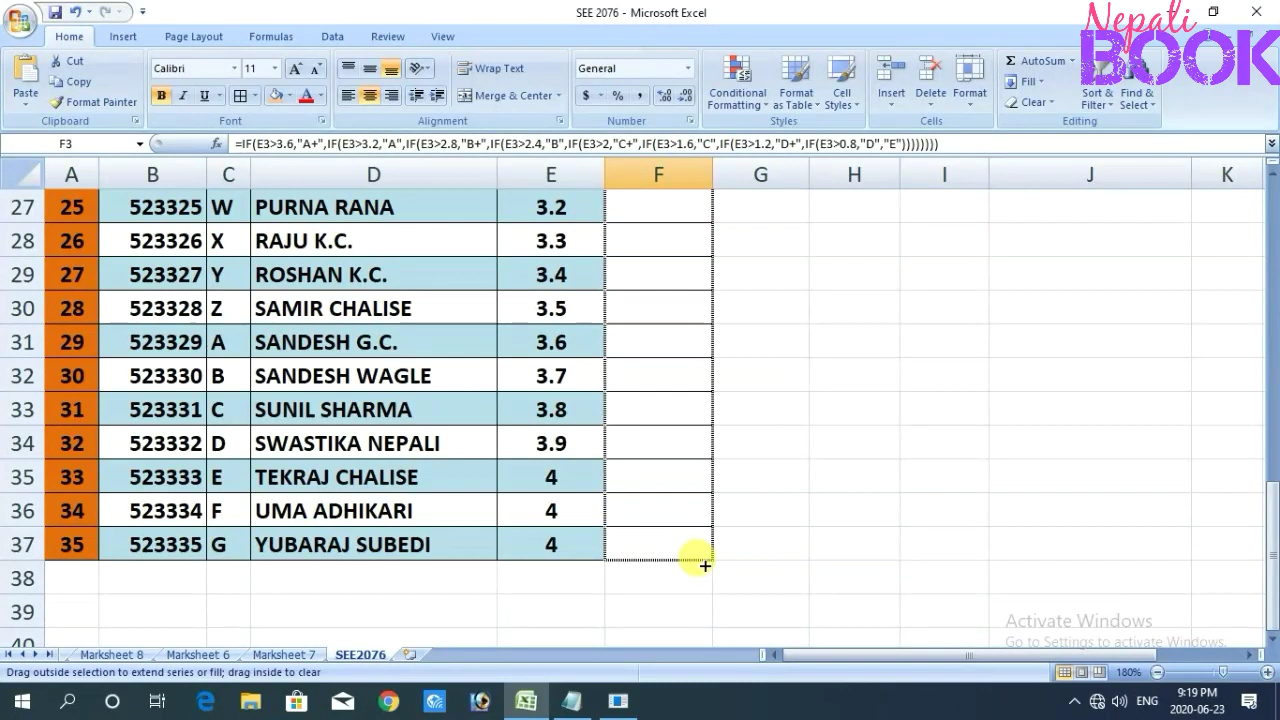 SEE 2076 - Microsoft Excel
Nepali
BOOK
Home Insert Page Layout Formulas Data Review View
Paste
Cut
Copy
Format Painter
Clipboard
Calibri 11
B I U
Font
Wrap Text
Merge & Center
Alignment
General
$ % ,
Number
Conditional Formatting
Format as Table
Cell Styles
Styles
Insert Delete Format
Cells
Σ AutoSum
Fill
Clear
Sort & Filter
Find & Select
Editing
F3 fx =IF(E3>3.6,"A+",IF(E3>3.2,"A",IF(E3>2.8,"B+",IF(E3>2.4,"B",IF(E3>2,"C+",IF(E3>1.6,"C",IF(E3>1.2,"D+",IF(E3>0.8,"D","E"))))))))
A B C D E F G H I J K
27 25 523325 W PURNA RANA 3.2
28 26 523326 X RAJU K.C. 3.3
29 27 523327 Y ROSHAN K.C. 3.4
30 28 523328 Z SAMIR CHALISE 3.5
31 29 523329 A SANDESH G.C. 3.6
32 30 523330 B SANDESH WAGLE 3.7
33 31 523331 C SUNIL SHARMA 3.8
34 32 523332 D SWASTIKA NEPALI 3.9
35 33 523333 E TEKRAJ CHALISE 4
36 34 523334 F UMA ADHIKARI 4
37 35 523335 G YUBARAJ SUBEDI 4
38
39
40
Activate Windows
Go to Settings to activate Windows.
Marksheet 8 Marksheet 6 Marksheet 7 SEE2076
Drag outside selection to extend series or fill; drag inside to clear
180%
ENG
9:19 PM
2020-06-23